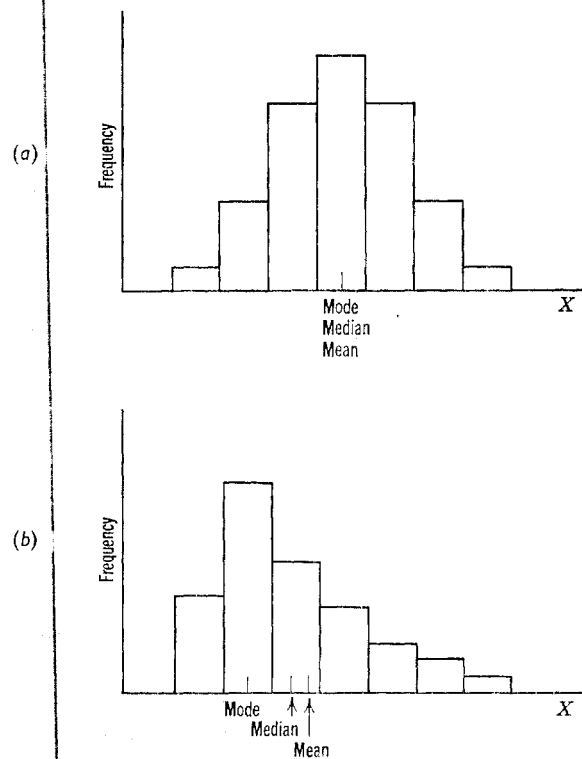 (a)
Frequency
X
Mode
Median
Mean
(b)
Frequency
X
Mode
Median
Mean